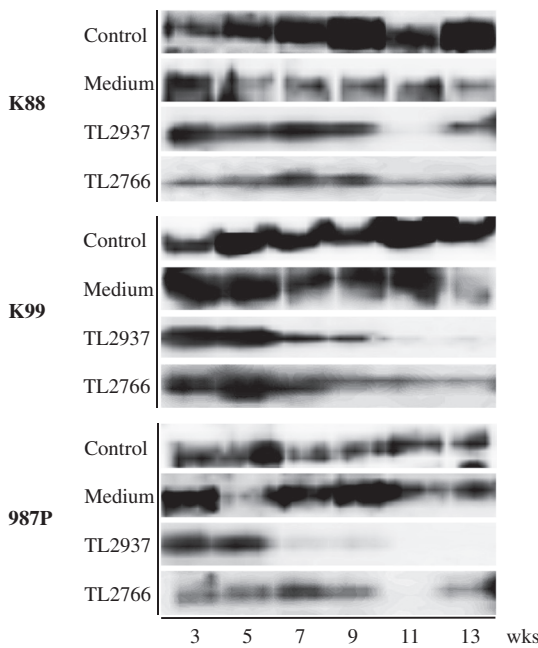 K88
Control
Medium
TL2937
TL2766
K99
Control
Medium
TL2937
TL2766
987P
Control
Medium
TL2937
TL2766
3 5 7 9 11 13 wks